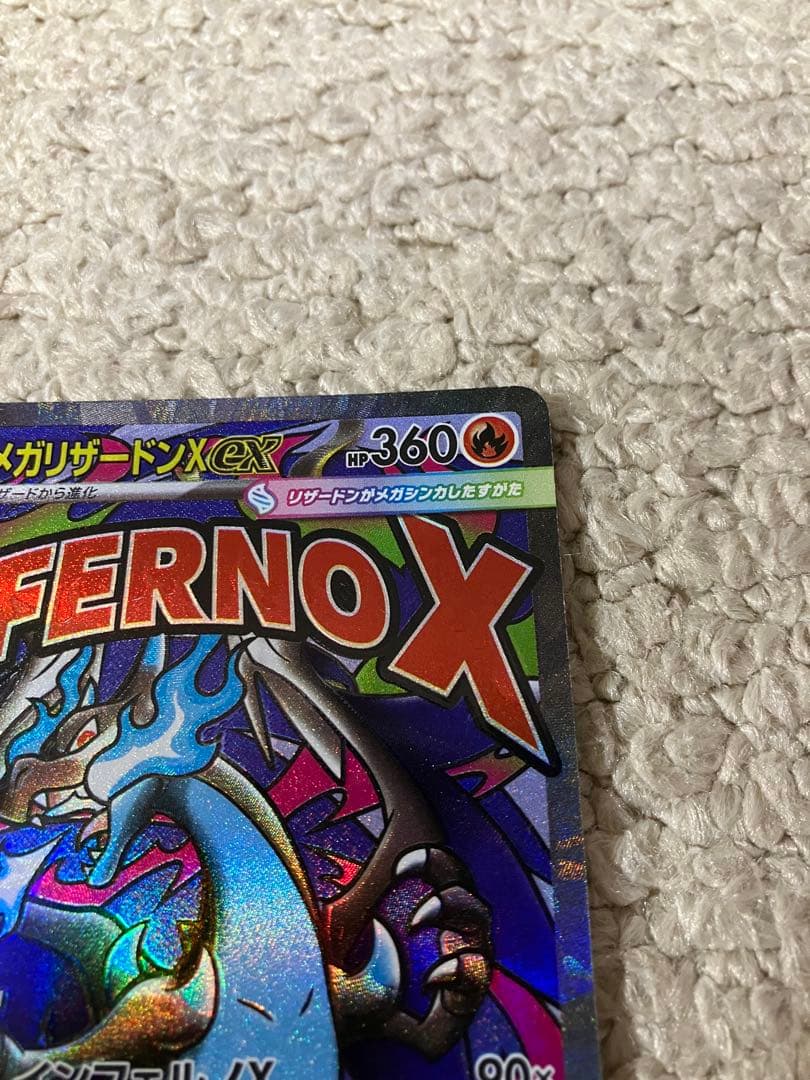 メガリザードンXex HP360
ザードから進化
リザードンがメガシンカしたすがた
FERNOX
インフェルノX 90×